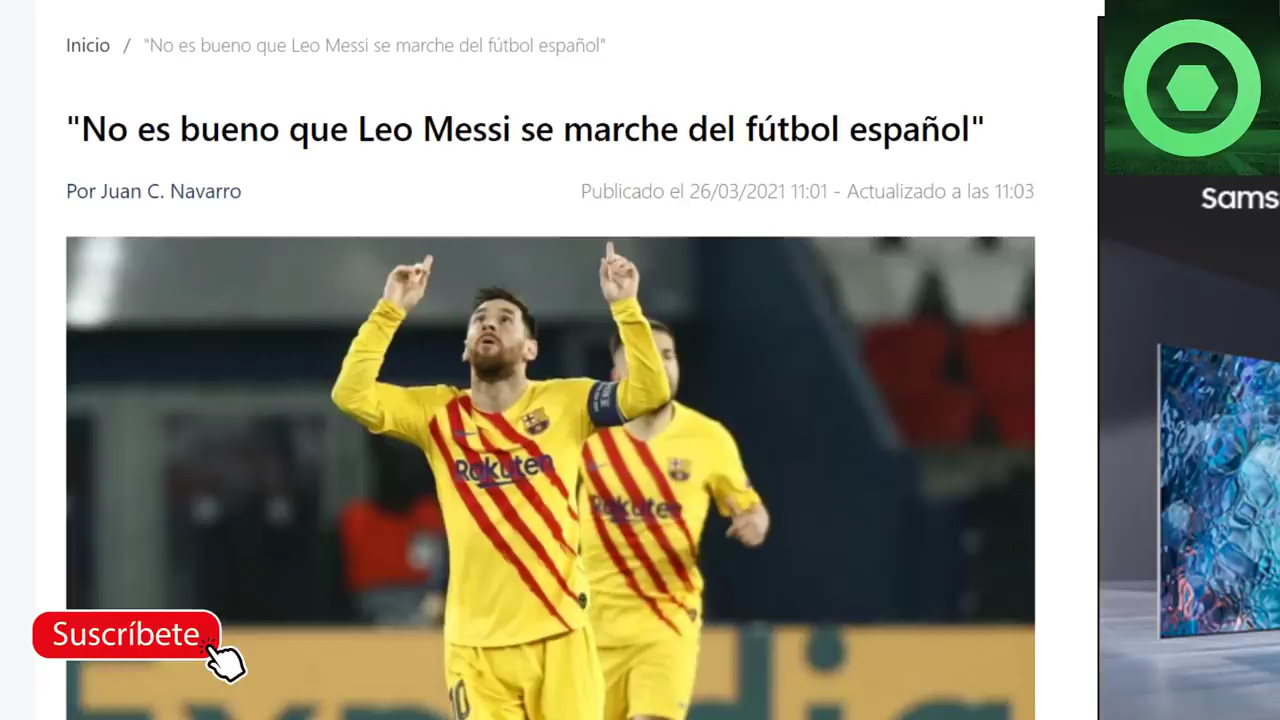 Inicio / "No es bueno que Leo Messi se marche del fútbol español"
"No es bueno que Leo Messi se marche del fútbol español"
Por Juan C. Navarro
Publicado el 26/03/2021 11:01 - Actualizado a las 11:03
Sams
Rakuten
Rakuten
10
Suscríbete